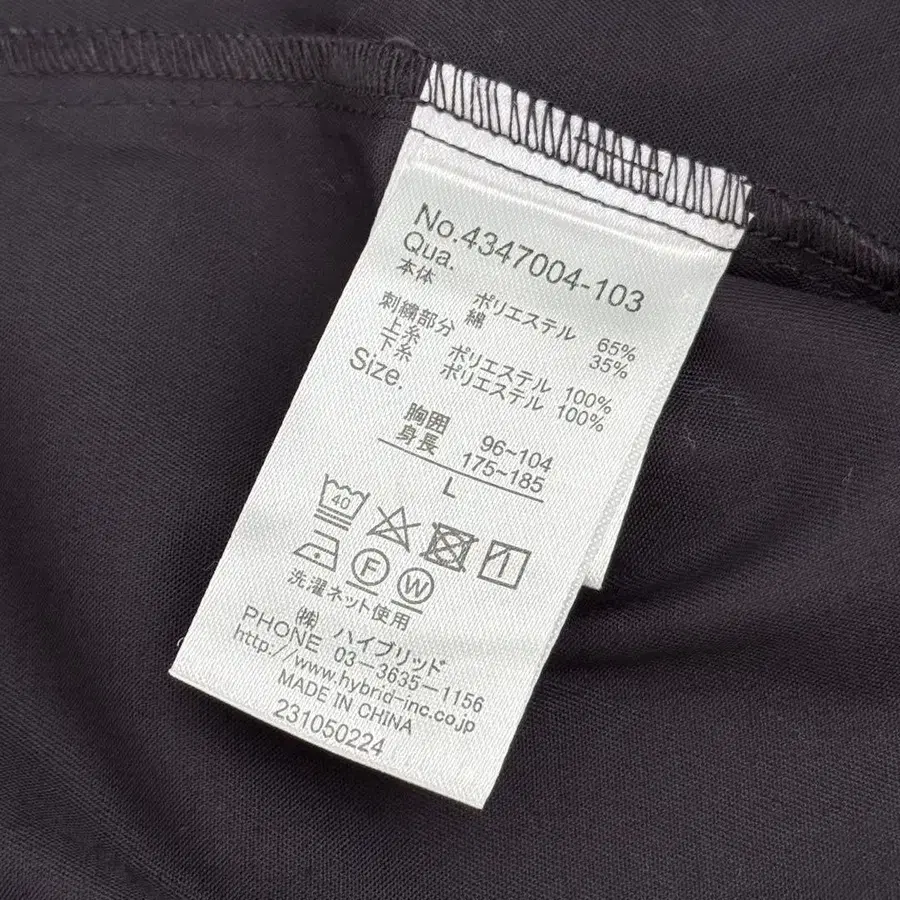 No.4347004-103
Qua.
本体 ポリエステル 65%
綿 35%
刺繍部分
上糸 ポリエステル 100%
下糸 ポリエステル 100%
Size.
胸囲 96~104
身長 175~185
L
40
1
F W
洗濯ネット使用
㈱ ハイブリッド
PHONE 03-3635-1156
http://www.hybrid-inc.co.jp
MADE IN CHINA
231050224